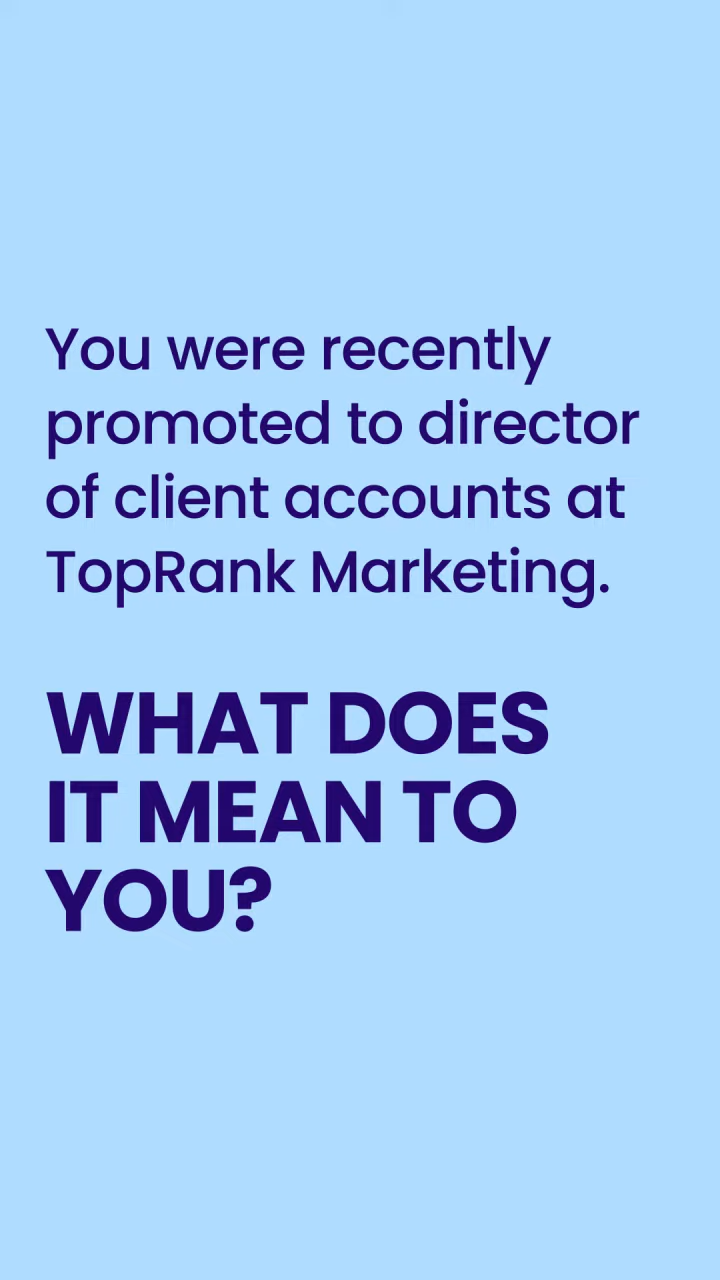 You were recently
promoted to director
of client accounts at
TopRank Marketing.
WHAT DOES
IT MEAN TO
YOU?